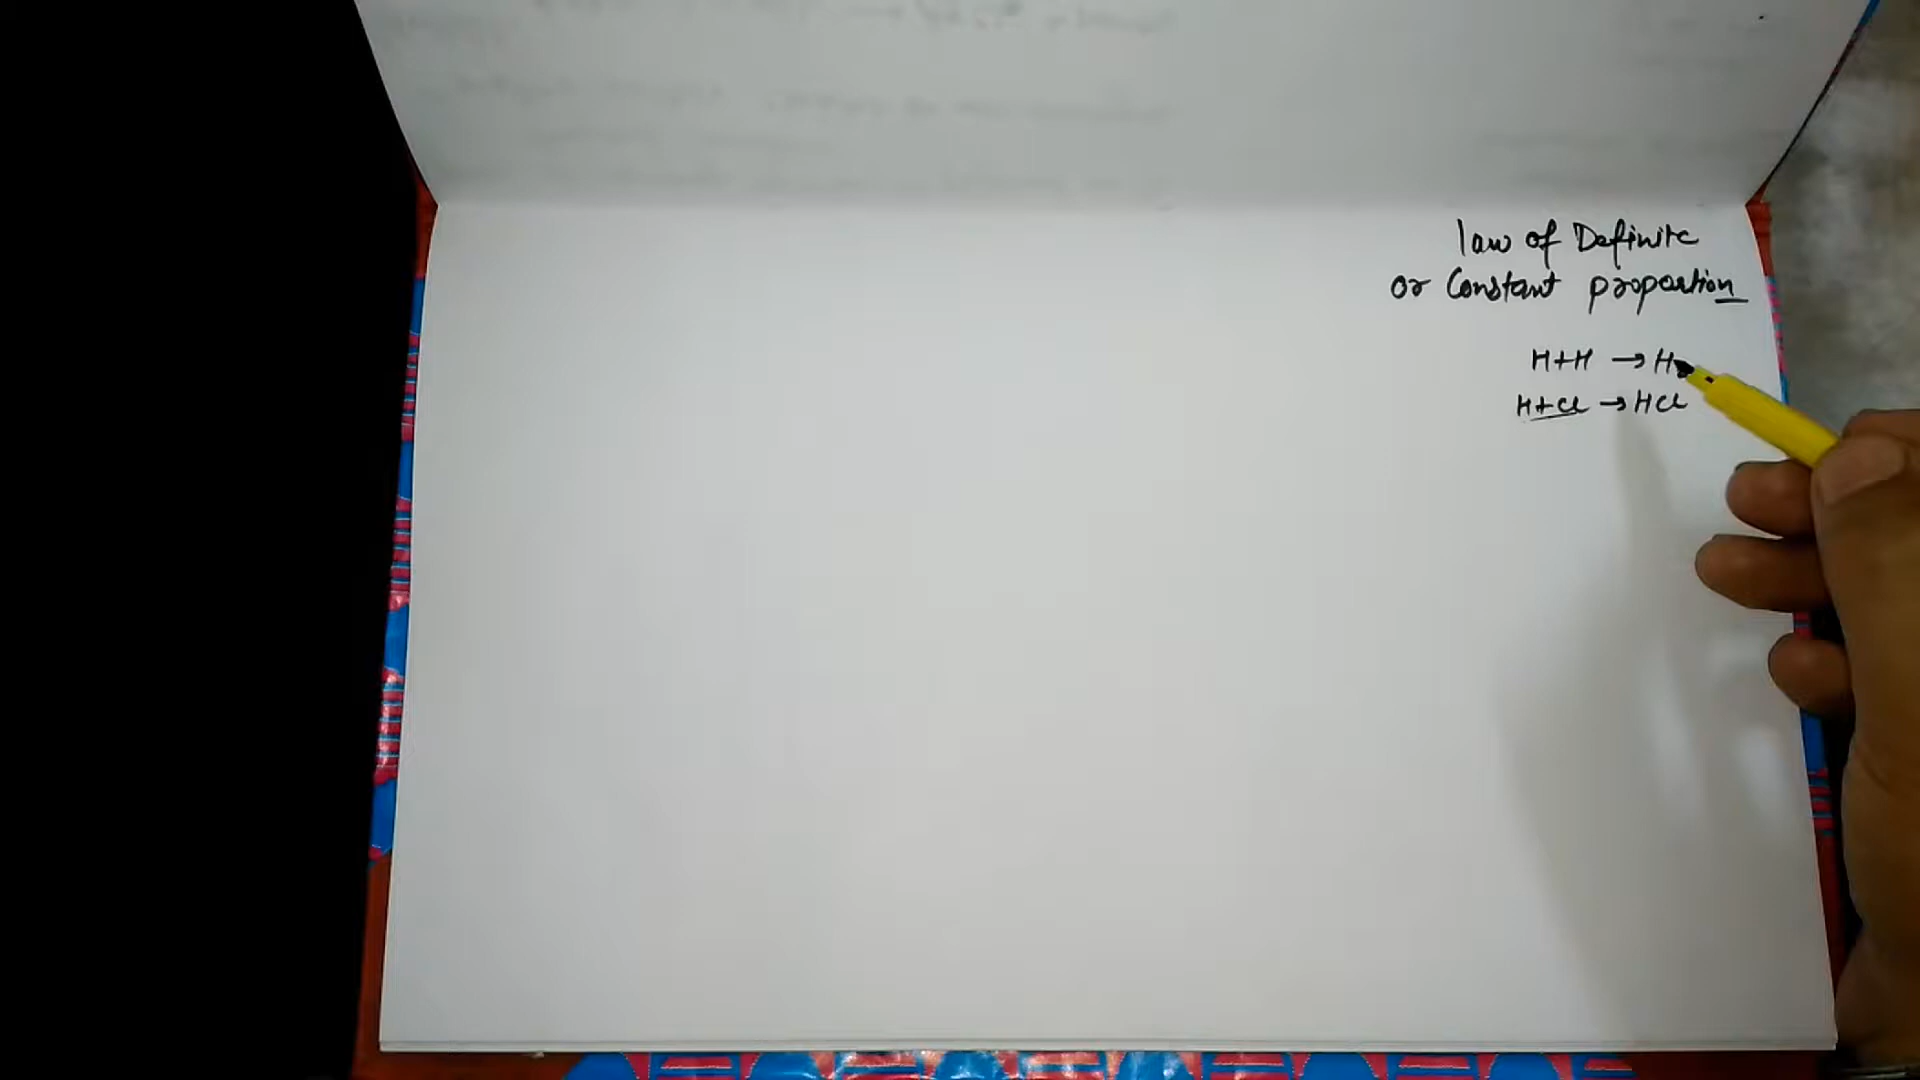 law of Definite
or Constant proportion
H+H → H
H+Cl → HCl